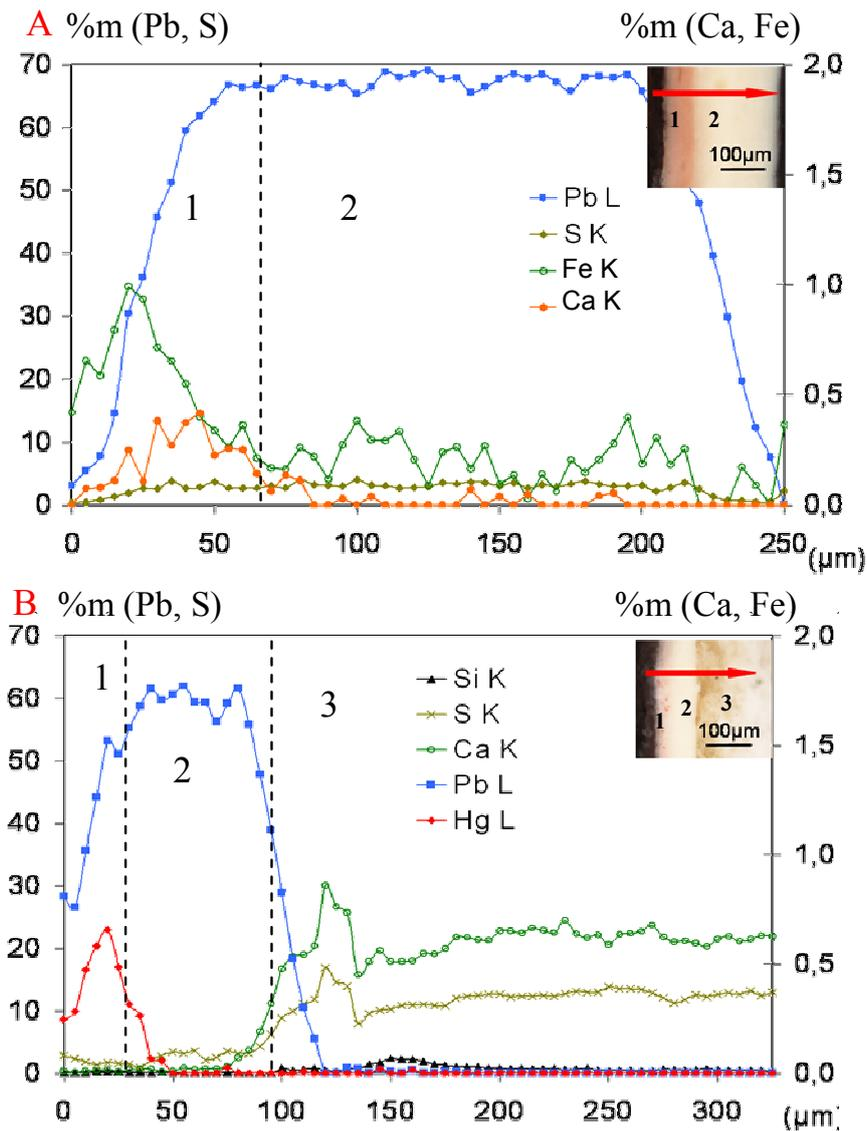 A %m (Pb, S) %m (Ca, Fe)
70 2,0
60
50 1,5
40
30 1,0
20
10 0,5
0 0,0
1 2
Pb L
S K
Fe K
Ca K
1 2
100µm
0 50 100 150 200 250 (µm)
B %m (Pb, S) %m (Ca, Fe)
70 2,0
60
50 1,5
40
30 1,0
20
10 0,5
0 0,0
1 2 3
Si K
S K
Ca K
Pb L
Hg L
1 2 3
100µm
0 50 100 150 200 250 300 (µm)